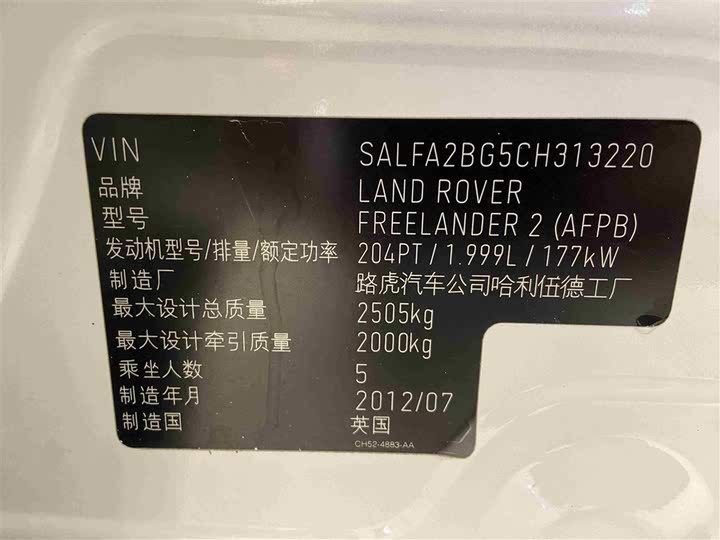 VIN SALFA2BG5CH313220
品牌 LAND ROVER
型号 FREELANDER 2 (AFPB)
发动机型号/排量/额定功率 204PT / 1.999L / 177kW
制造厂 路虎汽车公司哈利伍德工厂
最大设计总质量 2505kg
最大设计牵引质量 2000kg
乘坐人数 5
制造年月 2012/07
制造国 英国
CH52-4883-AA